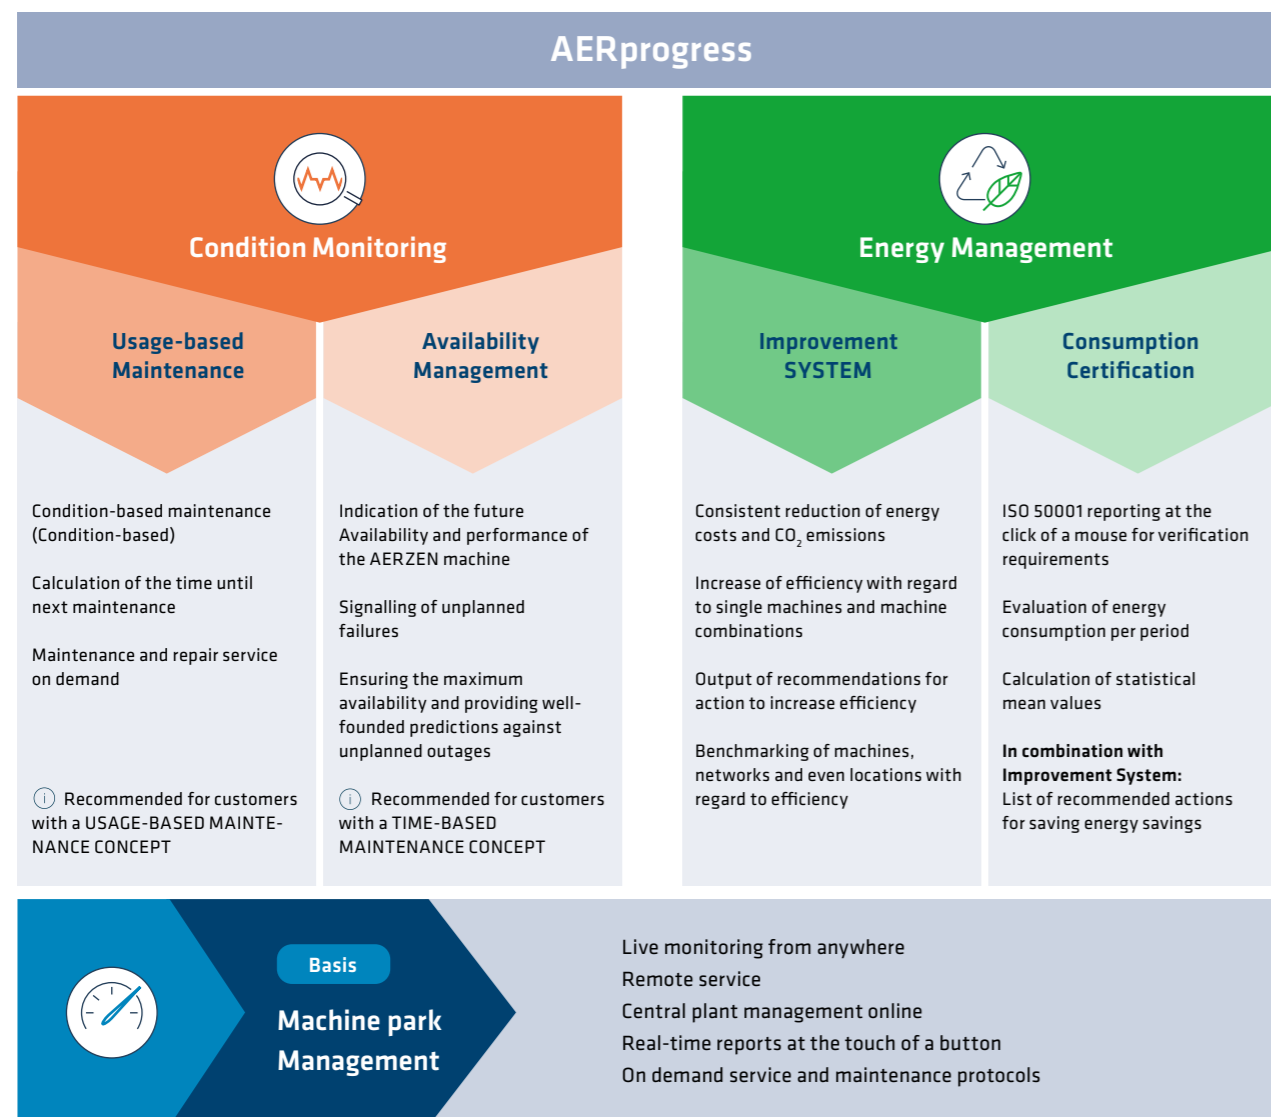 AERprogress
Condition Monitoring
Usage-based
Maintenance
Condition-based maintenance
(Condition-based)
Calculation of the time until
next maintenance
Maintenance and repair service
on demand
i Recommended for customers
with a USAGE-BASED MAINTE-
NANCE CONCEPT
Availability
Management
Indication of the future
Availability and performance of
the AERZEN machine
Signalling of unplanned
failures
Ensuring the maximum
availability and providing well-
founded predictions against
unplanned outages
i Recommended for customers
with a TIME-BASED
MAINTENANCE CONCEPT
Energy Management
Improvement
SYSTEM
Consistent reduction of energy
costs and CO₂ emissions
Increase of efficiency with regard
to single machines and machine
combinations
Output of recommendations for
action to increase efficiency
Benchmarking of machines,
networks and even locations with
regard to efficiency
Consumption
Certification
ISO 50001 reporting at the
click of a mouse for verification
requirements
Evaluation of energy
consumption per period
Calculation of statistical
mean values
In combination with
Improvement System:
List of recommended actions
for saving energy savings
Basis
Machine park
Management
Live monitoring from anywhere
Remote service
Central plant management online
Real-time reports at the touch of a button
On demand service and maintenance protocols